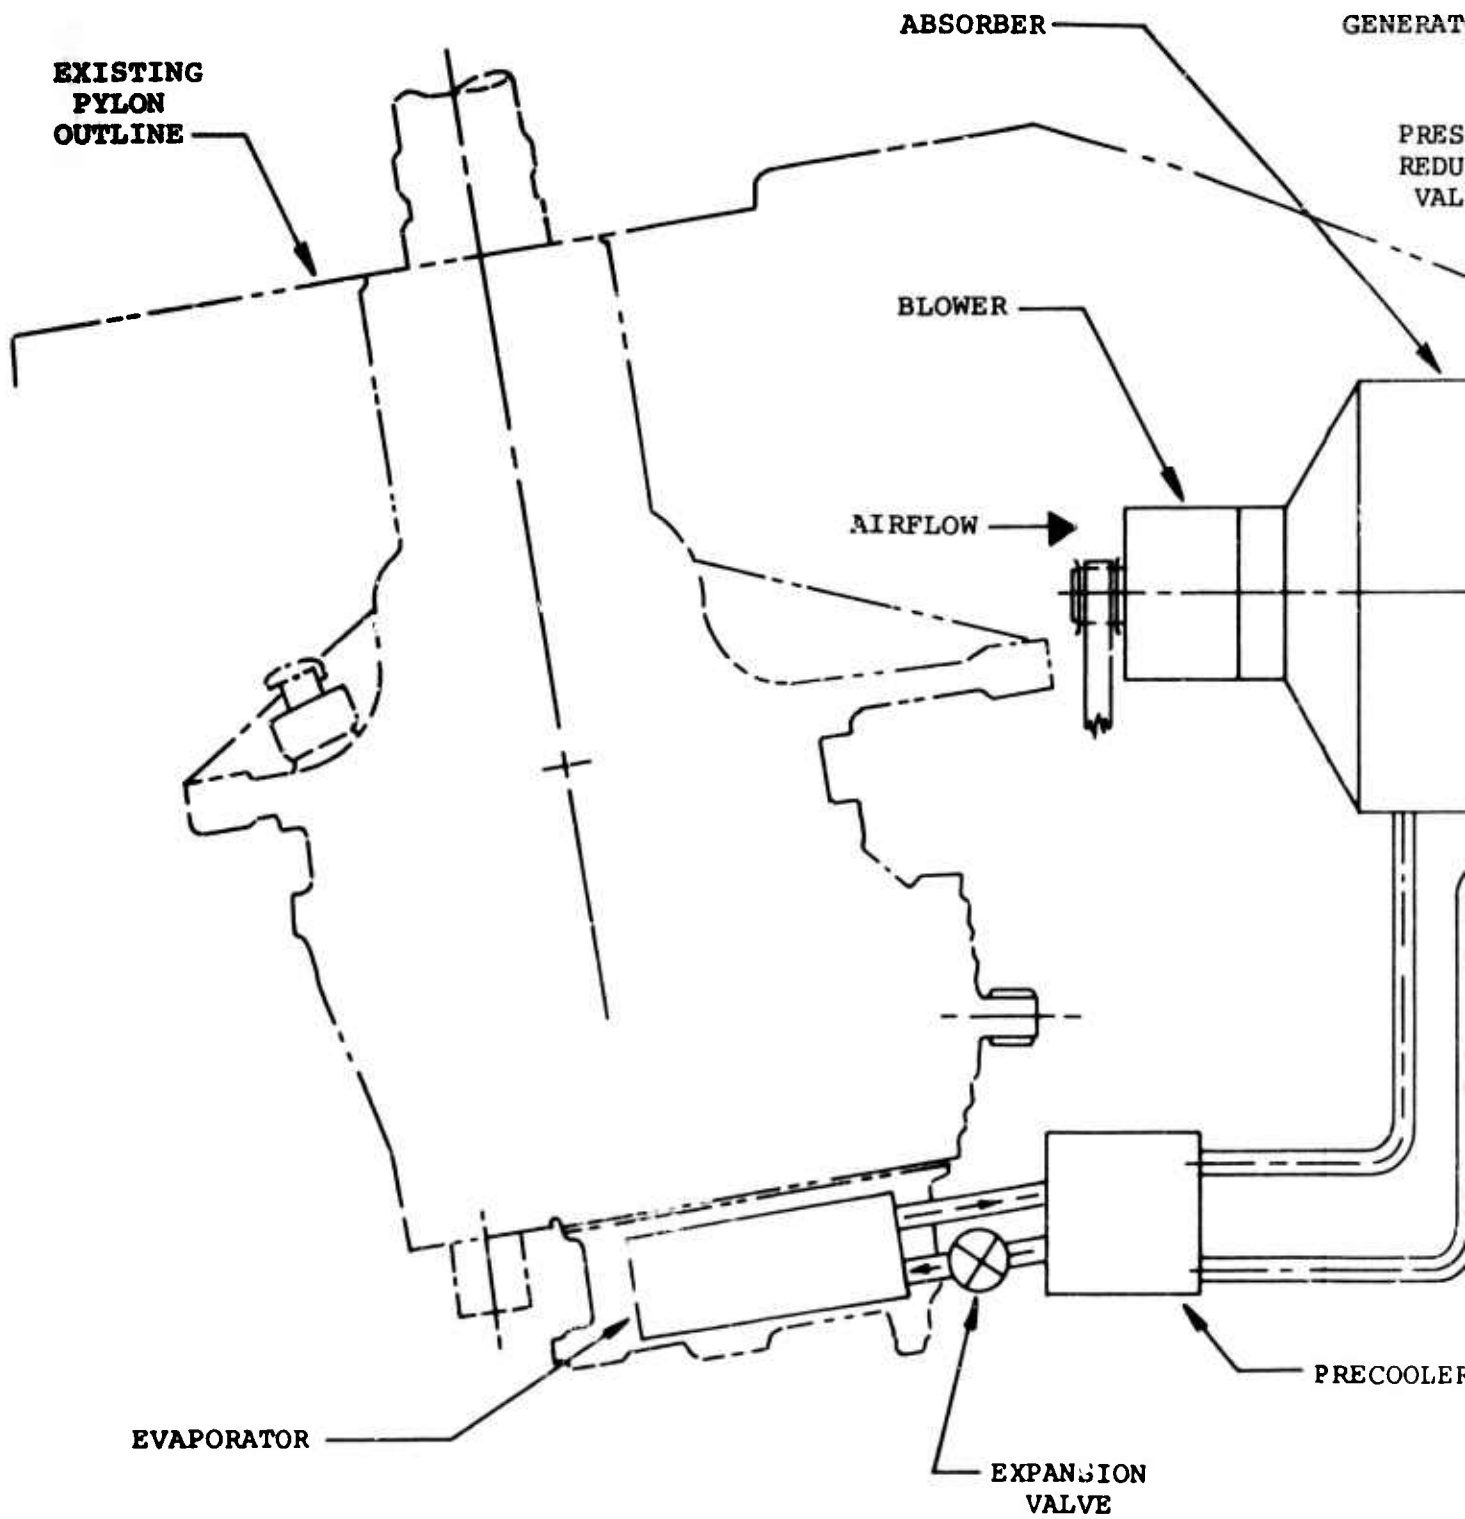 ABSORBER
GENERAT
EXISTING
PYLON
OUTLINE
PRES
REDU
VAL
BLOWER
AIRFLOW
PRECOOLER
EVAPORATOR
EXPANSION
VALVE